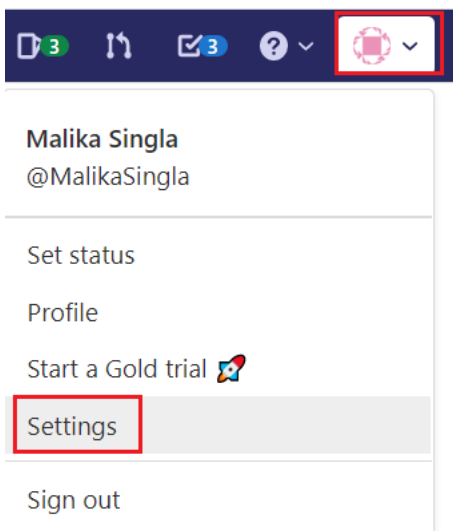 3 3 ?
Malika Singla
@MalikaSingla
Set status
Profile
Start a Gold trial 🚀
Settings
Sign out